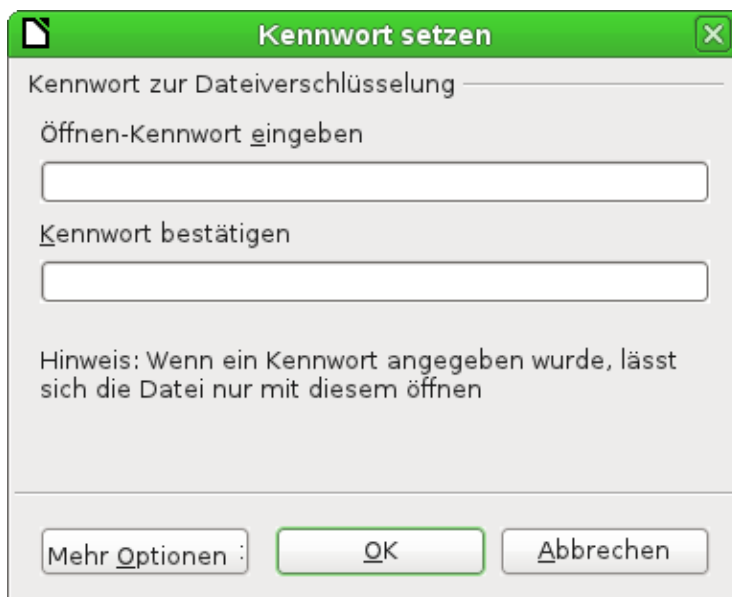 Kennwort setzen
Kennwort zur Dateiverschlüsselung
Öffnen-Kennwort eingeben
Kennwort bestätigen
Hinweis: Wenn ein Kennwort angegeben wurde, lässt
sich die Datei nur mit diesem öffnen
Mehr Optionen :
OK
Abbrechen